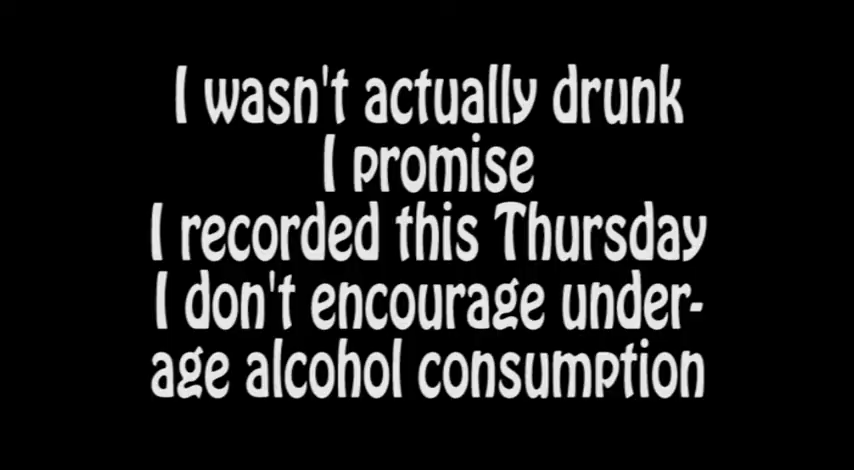 I wasn't actually drunk
I promise
I recorded this Thursday
I don't encourage under-
age alcohol consumption